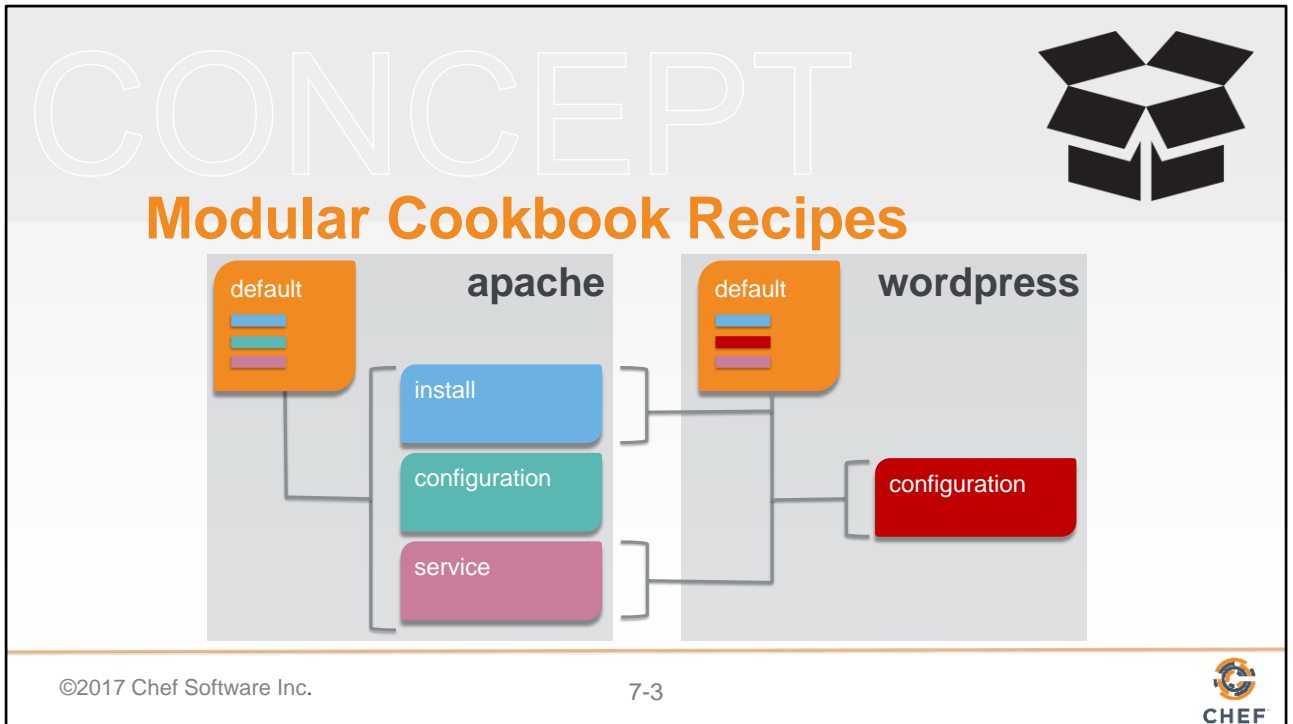 CONCEPT
Modular Cookbook Recipes
default
apache
install
configuration
service
default
wordpress
configuration
©2017 Chef Software Inc.
7-3
CHEF